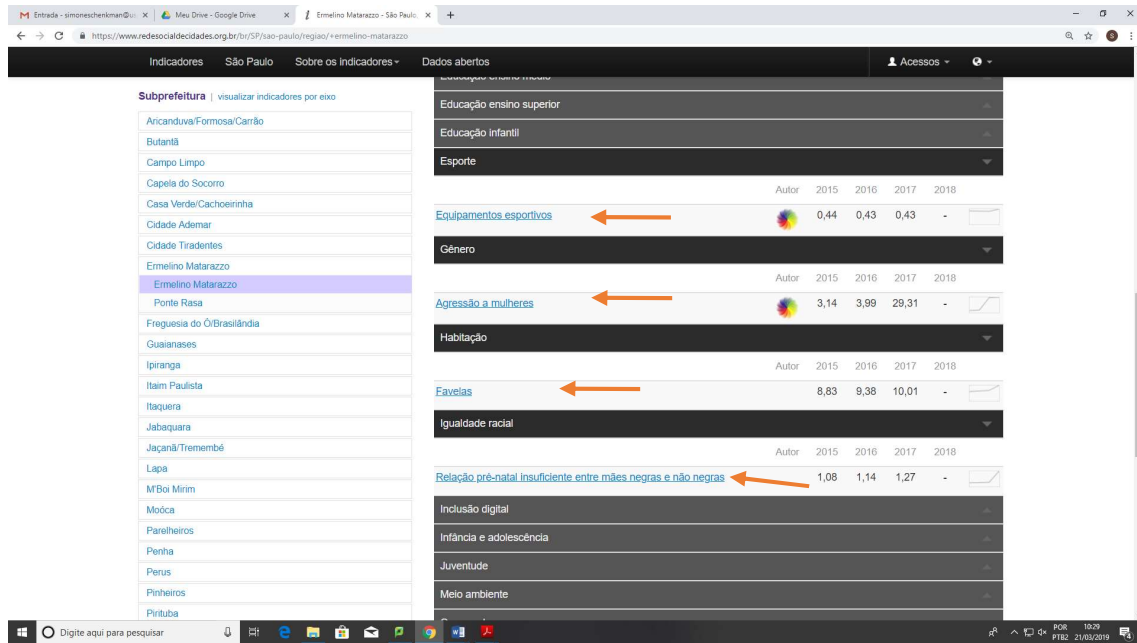 Entrada - simoneschenkman@u
Meu Drive - Google Drive
Ermelino Matarazzo - São Paulo
https://www.redesocialdecidades.org.br/br/SP/sao-paulo/regiao/+ermelino-matarazzo
S
Indicadores São Paulo Sobre os indicadores Dados abertos Acessos
Subprefeitura | visualizar indicadores por eixo
Aricanduva/Formosa/Carrão
Butantã
Campo Limpo
Capela do Socorro
Casa Verde/Cachoeirinha
Cidade Ademar
Cidade Tiradentes
Ermelino Matarazzo
Ermelino Matarazzo
Ponte Rasa
Freguesia do Ó/Brasilândia
Guaianases
Ipiranga
Itaim Paulista
Itaquera
Jabaquara
Jaçanã/Tremembé
Lapa
M'Boi Mirim
Moóca
Parelheiros
Penha
Perus
Pinheiros
Pirituba
Educação ensino médio
Educação ensino superior
Educação infantil
Esporte
Autor 2015 2016 2017 2018
Equipamentos esportivos 0,44 0,43 0,43 -
Gênero
Autor 2015 2016 2017 2018
Agressão a mulheres 3,14 3,99 29,31 -
Habitação
Autor 2015 2016 2017 2018
Favelas 8,83 9,38 10,01 -
Igualdade racial
Autor 2015 2016 2017 2018
Relação pré-natal insuficiente entre mães negras e não negras 1,08 1,14 1,27 -
Inclusão digital
Infância e adolescência
Juventude
Meio ambiente
Digite aqui para pesquisar
POR 10:29
PTB2 21/03/2019